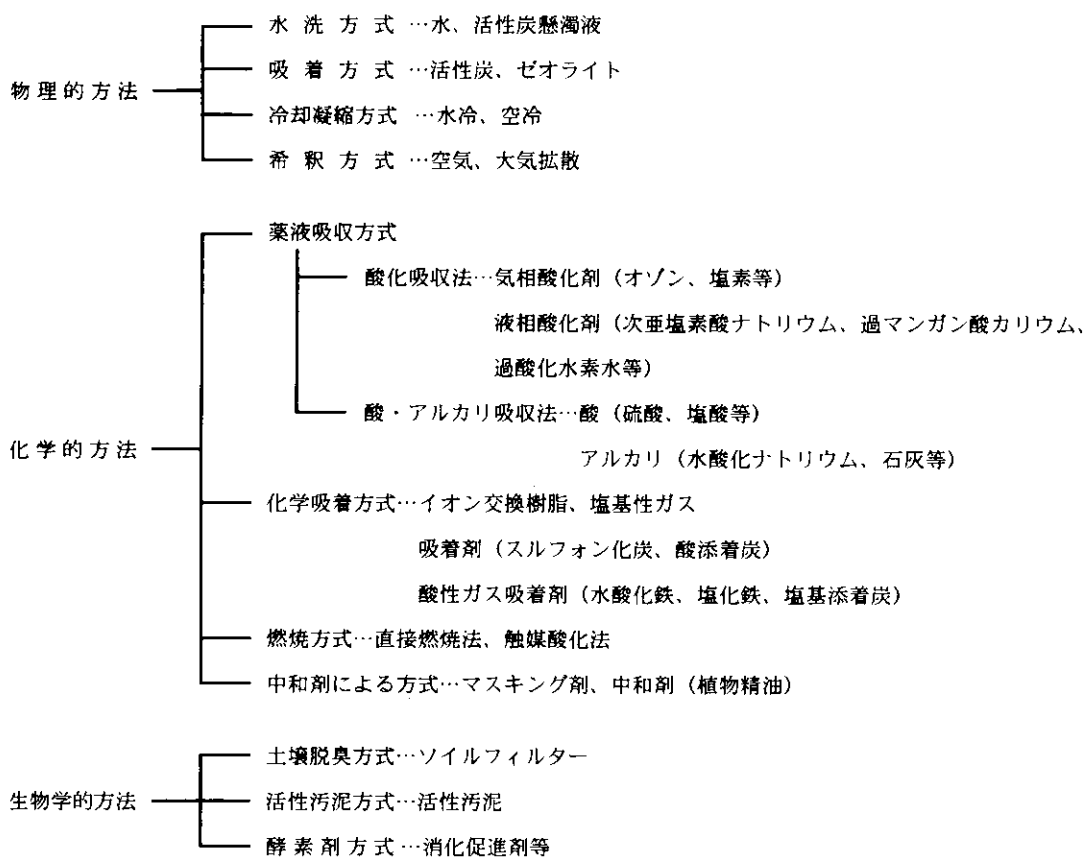 水洗方式…水、活性炭懸濁液
吸着方式…活性炭、ゼオライト
物理的方法
冷却凝縮方式…水冷、空冷
希釈方式…空気、大気拡散
薬液吸収方式
酸化吸収法…気相酸化剤（オゾン、塩素等）
液相酸化剤（次亜塩素酸ナトリウム、過マンガン酸カリウム、
過酸化水素水等）
酸・アルカリ吸収法…酸（硫酸、塩酸等）
化学的方法
アルカリ（水酸化ナトリウム、石灰等）
化学吸着方式…イオン交換樹脂、塩基性ガス
吸着剤（スルフォン化炭、酸添着炭）
酸性ガス吸着剤（水酸化鉄、塩化鉄、塩基添着炭）
燃焼方式…直接燃焼法、触媒酸化法
中和剤による方式…マスキング剤、中和剤（植物精油）
土壌脱臭方式…ソイルフィルター
生物学的方法
活性汚泥方式…活性汚泥
酵素剤方式…消化促進剤等